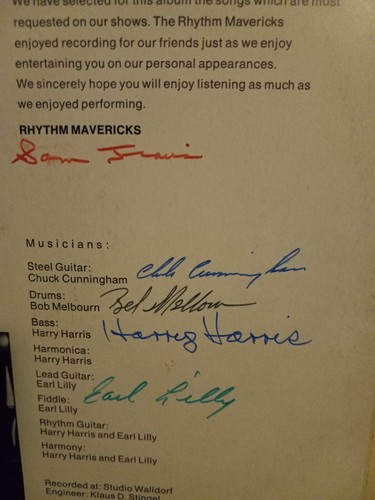 We have selected for this album the songs which are most
requested on our shows. The Rhythm Mavericks
enjoyed recording for our friends just as we enjoy
entertaining you on our personal appearances.
We sincerely hope you will enjoy listening as much as
we enjoyed performing.
RHYTHM MAVERICKS
Sam Travis
Musicians:
Steel Guitar:
Chuck Cunningham Chuck Cunningham
Drums:
Bob Melbourn
Bass:
Harry Harris Harry Harris
Harmonica:
Harry Harris
Lead Guitar:
Earl Lilly
Fiddle: Earl Lilly
Earl Lilly
Rhythm Guitar:
Harry Harris and Earl Lilly
Harmony:
Harry Harris and Earl Lilly
Recorded at: Studio Walldorf
Engineer: Klaus D. Stingel